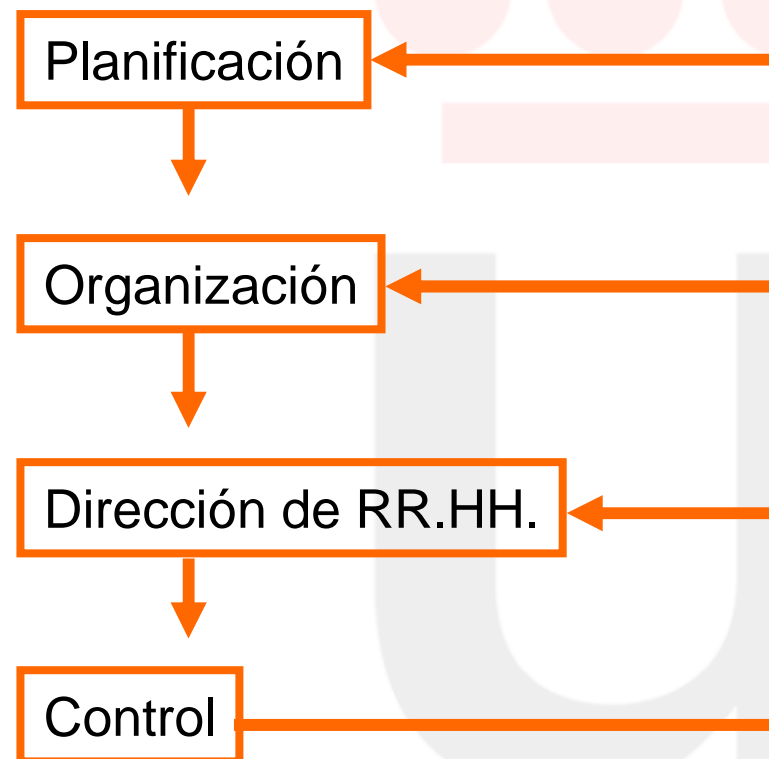 Planificación
Organización
Dirección de RR.HH.
Control